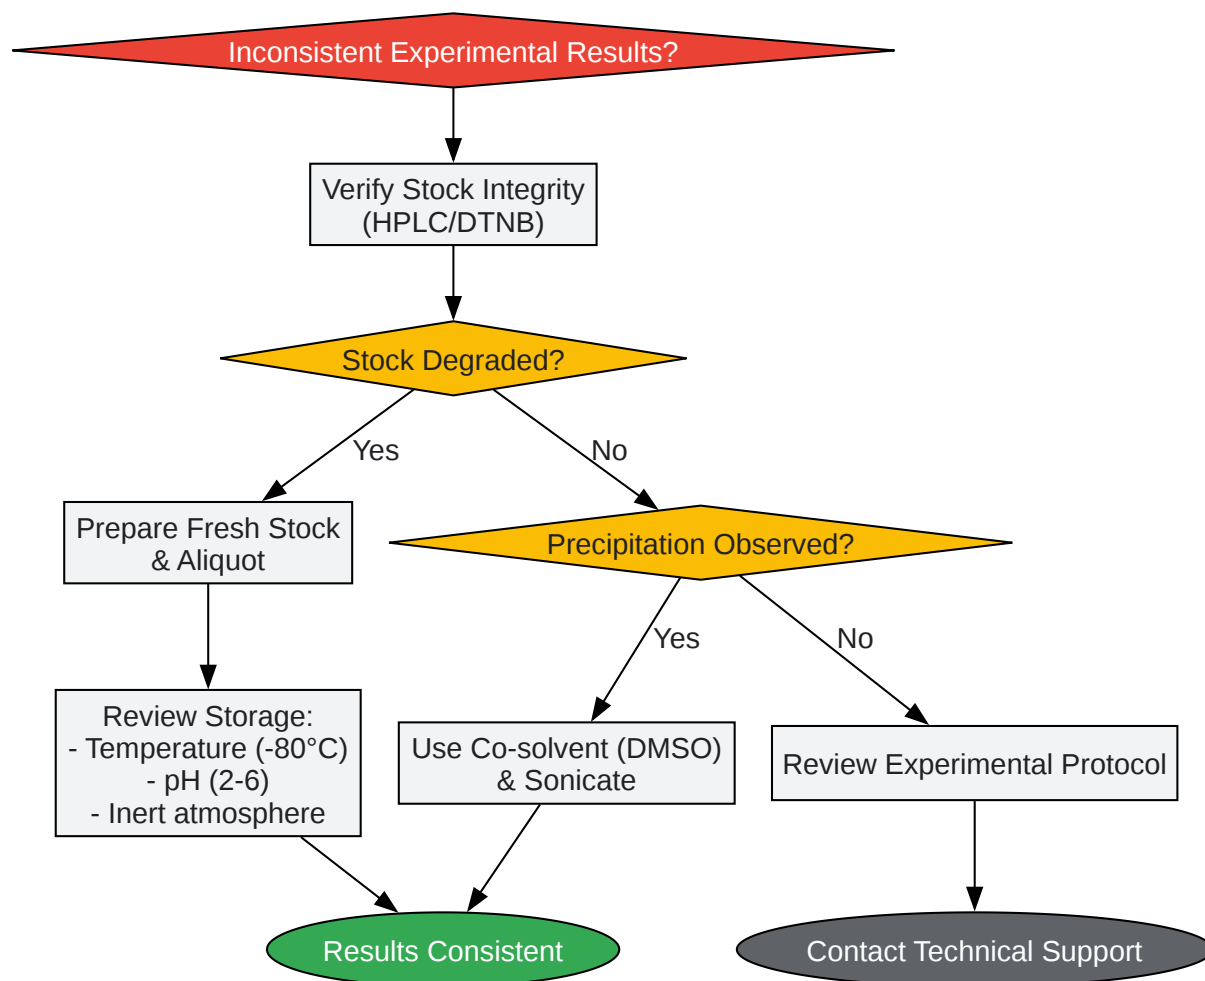 Inconsistent Experimental Results?
Verify Stock Integrity
(HPLC/DTNB)
Stock Degraded?
Yes
No
Prepare Fresh Stock
& Aliquot
Precipitation Observed?
Yes
No
Review Storage:
- Temperature (-80°C)
- pH (2-6)
- Inert atmosphere
Use Co-solvent (DMSO)
& Sonicate
Review Experimental Protocol
Results Consistent
Contact Technical Support